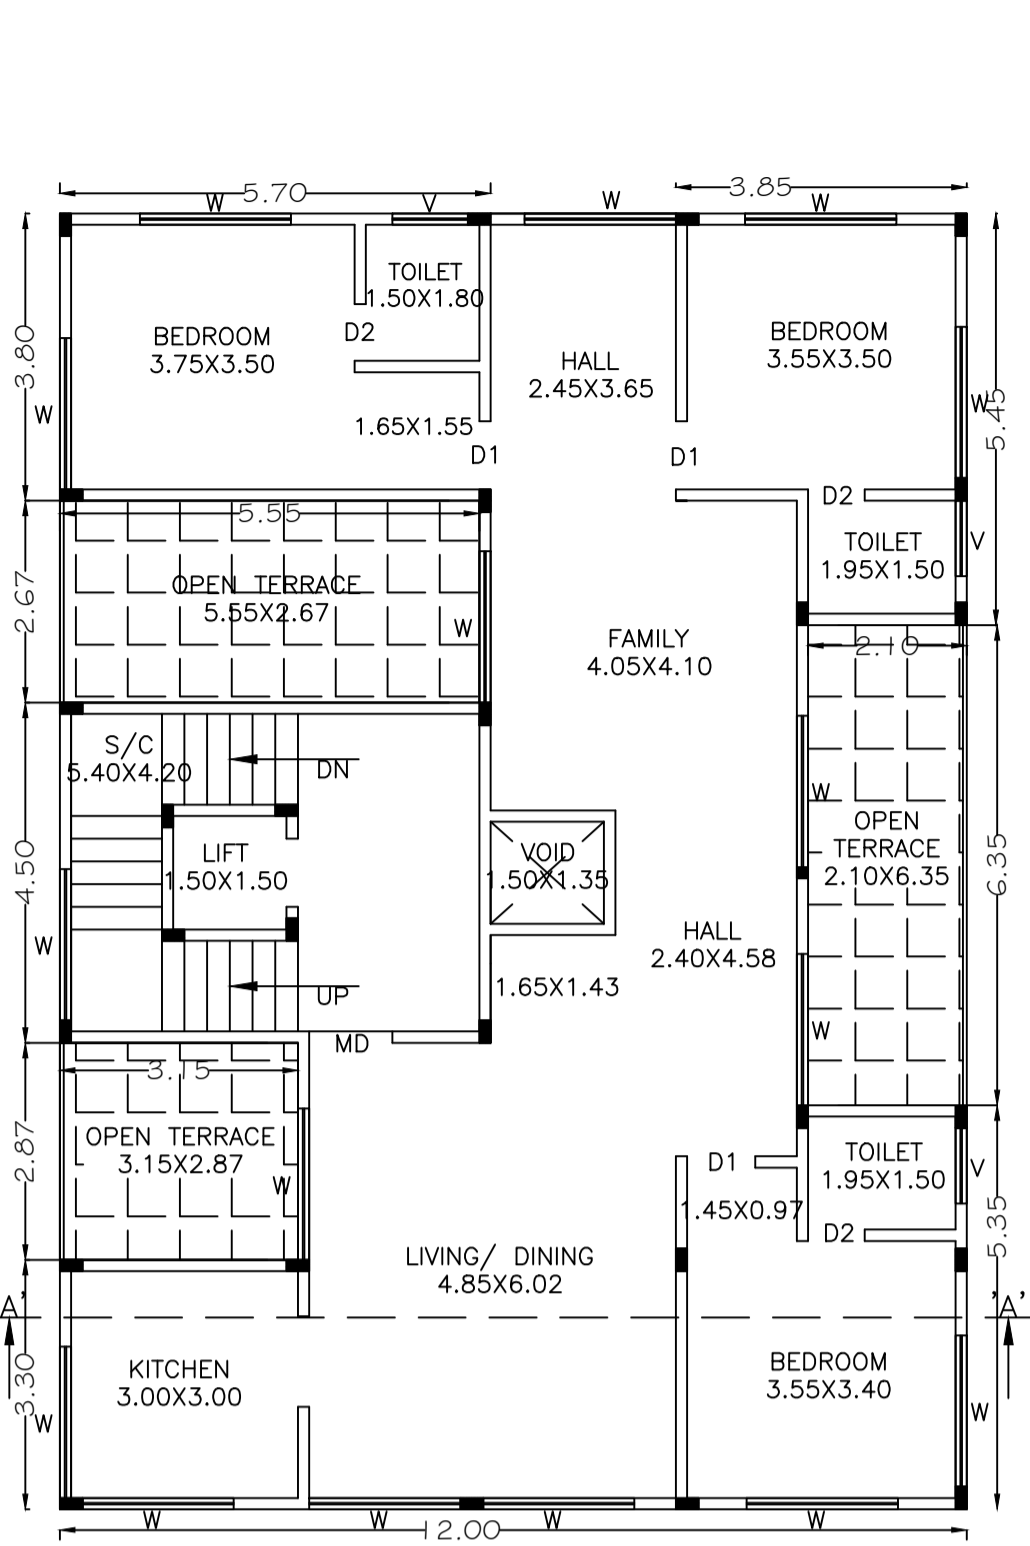 5.70
3.85
W
V
W
W
TOILET
1.50X1.80
D2
BEDROOM
3.75X3.50
HALL
2.45X3.65
BEDROOM
3.55X3.50
3.80
W
W
5.45
1.65X1.55
D1
D1
D2
5.55
TOILET
1.95X1.50
V
OPEN TERRACE
5.55X2.67
2.67
W
FAMILY
4.05X4.10
2.10
S/C
5.40X4.20
DN
W
OPEN
TERRACE
2.10X6.35
6.35
LIFT
1.50X1.50
VOID
1.50X1.35
4.50
W
HALL
2.40X4.58
1.65X1.43
UP
W
MD
3.15
OPEN TERRACE
3.15X2.87
2.87
W
D1
TOILET
1.95X1.50
V
1.45X0.97
D2
5.35
LIVING/ DINING
4.85X6.02
A'
'A'
KITCHEN
3.00X3.00
3.30
W
BEDROOM
3.55X3.40
W
W
W
W
W
12.00